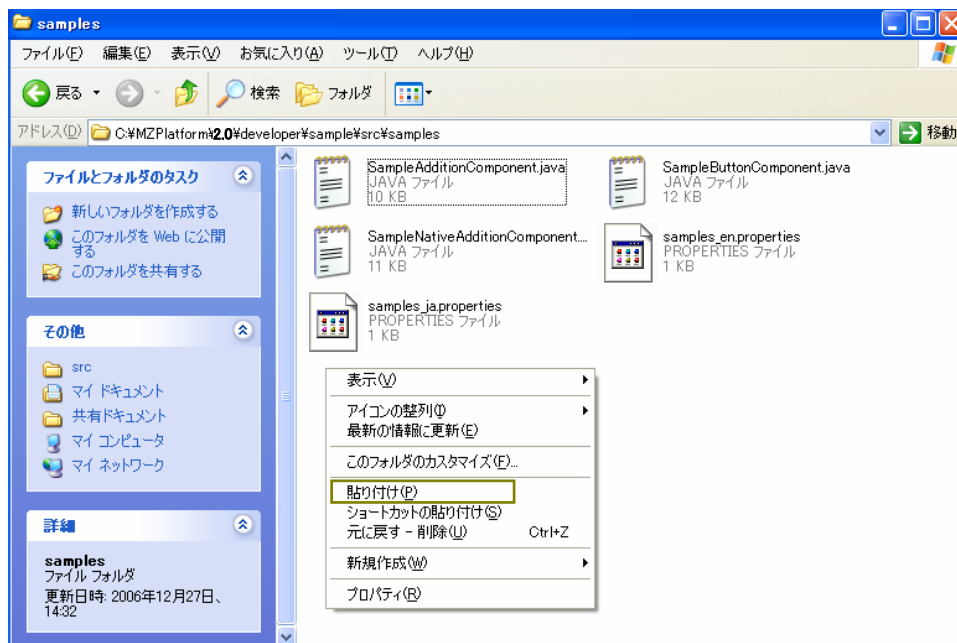 samples
ファイル(F) 編集(E) 表示(V) お気に入り(A) ツール(T) ヘルプ(H)
戻る 検索 フォルダ
アドレス(D) C:¥MZPlatform¥2.0¥developer¥sample¥src¥samples 移動
ファイルとフォルダのタスク
新しいフォルダを作成する
このフォルダを Web に公開
する
このフォルダを共有する
その他
src
マイ ドキュメント
共有ドキュメント
マイ コンピュータ
マイ ネットワーク
詳細
samples
ファイル フォルダ
更新日時: 2006年12月27日、
14:32
SampleAdditionComponent.java
JAVA ファイル
10 KB
SampleButtonComponent.java
JAVA ファイル
12 KB
SampleNativeAdditionComponent...
JAVA ファイル
11 KB
samples_en.properties
PROPERTIES ファイル
1 KB
samples_ja.properties
PROPERTIES ファイル
1 KB
表示(V)
アイコンの整列(I)
最新の情報に更新(E)
このフォルダのカスタマイズ(F)...
貼り付け(P)
ショートカットの貼り付け(S)
元に戻す - 削除(U) Ctrl+Z
新規作成(W)
プロパティ(R)